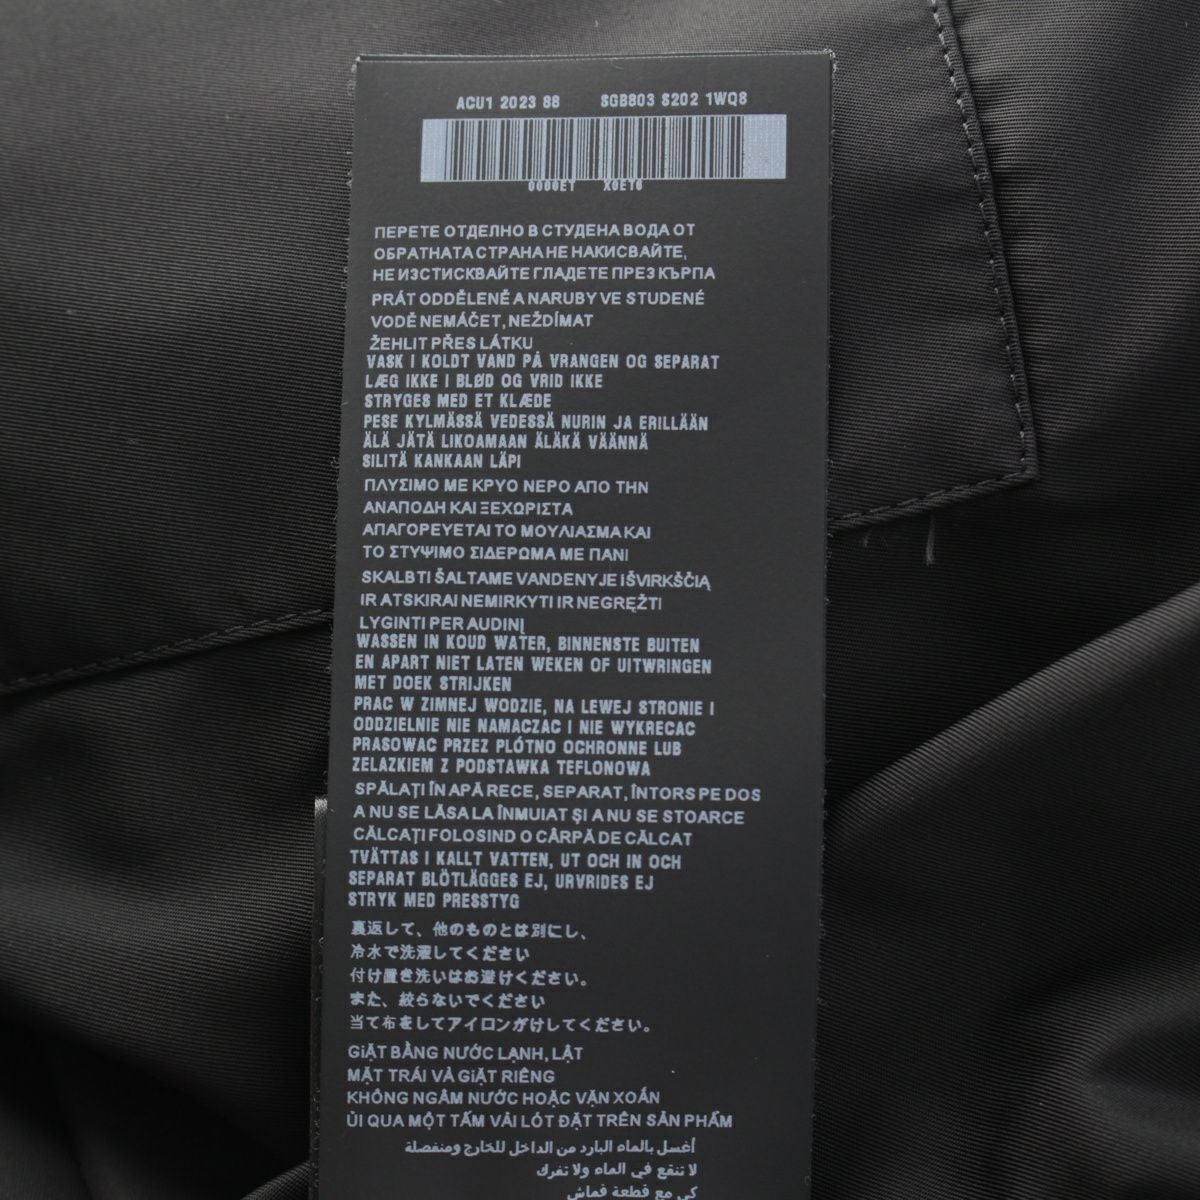 ACU1 2023 88 SGB803 S202 1WQ8
0000ET X0ET6
ПЕРЕТЕ ОТДЕЛНО В СТУДЕНА ВОДА ОТ
ОБРАТНАТА СТРАНА НЕ НАКИСВАЙТЕ,
НЕ ИЗСТИСКВАЙТЕ ГЛАДЕТЕ ПРЕЗ КЪРПА
PRÁT ODDĚLENĚ A NARUBY VE STUDENÉ
VODĚ NEMÁČET, NEŽDÍMAT
ŽEHLIT PŘES LÁTKU
VASK I KOLDT VAND PÅ VRANGEN OG SEPARAT
LÆG IKKE I BLØD OG VRID IKKE
STRYGES MED ET KLÆDE
PESE KYLMÄSSÄ VEDESSÄ NURIN JA ERILLÄÄN
ÄLÄ JÄTÄ LIKOAMAAN ÄLÄKÄ VÄÄNNÄ
SILITÄ KANKAAN LÄPI
ΠΛΥΣΙΜΟ ΜΕ ΚΡΥΟ ΝΕΡΟ ΑΠΟ ΤΗΝ
ΑΝΑΠΟΔΗ ΚΑΙ ΞΕΧΩΡΙΣΤΑ
ΑΠΑΓΟΡΕΥΕΤΑΙ ΤΟ ΜΟΥΛΙΑΣΜΑ ΚΑΙ
ΤΟ ΣΤΥΨΙΜΟ ΣΙΔΕΡΩΜΑ ΜΕ ΠΑΝΙ
SKALBTI ŠALTAME VANDENYJE IŠVIRKŠČIĄ
IR ATSKIRAI NEMIRKYTI IR NEGRĘŽTI
LYGINTI PER AUDINĮ
WASSEN IN KOUD WATER, BINNENSTE BUITEN
EN APART NIET LATEN WEKEN OF UITWRINGEN
MET DOEK STRIJKEN
PRAC W ZIMNEJ WODZIE, NA LEWEJ STRONIE I
ODDZIELNIE NIE NAMACZAC I NIE WYKRECAC
PRASOWAC PRZEZ PLÓTNO OCHRONNE LUB
ZELAZKIEM Z PODSTAWKA TEFLONOWA
SPĂLAȚI ÎN APĂ RECE, SEPARAT, ÎNTORS PE DOS
A NU SE LĂSA LA ÎNMUIAT ȘI A NU SE STOARCE
CĂLCAȚI FOLOSIND O CÂRPĂ DE CĂLCAT
TVÄTTAS I KALLT VATTEN, UT OCH IN OCH
SEPARAT BLÖTLÄGGES EJ, URVRIDES EJ
STRYK MED PRESSTYG
裏返して、他のものとは別にし、
冷水で洗濯してください
付け置き洗いはお避けください。
また、絞らないでください
当て布をしてアイロンがけしてください。
GIẶT BẰNG NƯỚC LẠNH, LẬT
MẶT TRÁI VÀ GIẶT RIÊNG
KHÔNG NGÂM NƯỚC HOẶC VẶN XOẮN
ỦI QUA MỘT TẤM VẢI LÓT ĐẶT TRÊN SẢN PHẨM
أغسل بالماء البارد من الداخل للخارج ومنفصلة
لا تنقع في الماء ولا تفرك
كي مع قطعة قماش